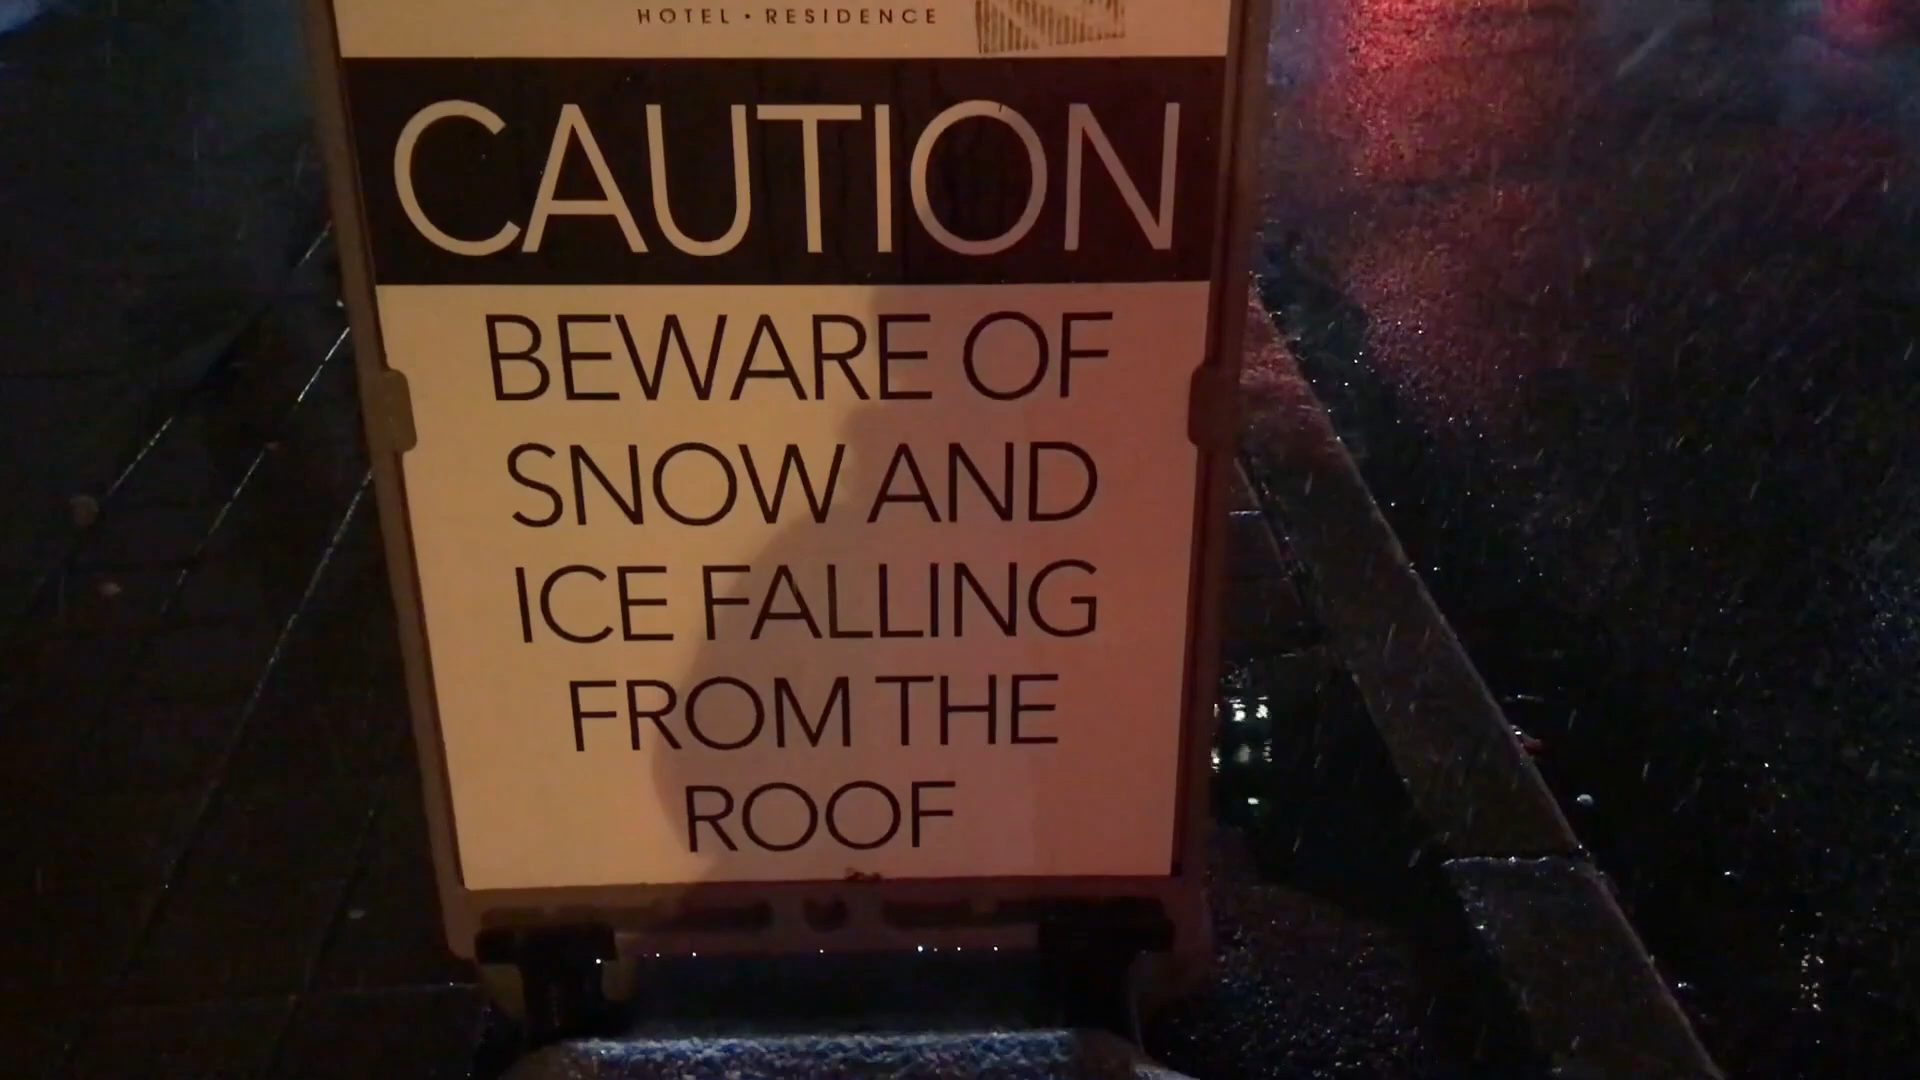 HOTEL • RESIDENCE
CAUTION
BEWARE OF
SNOW AND
ICE FALLING
FROM THE
ROOF